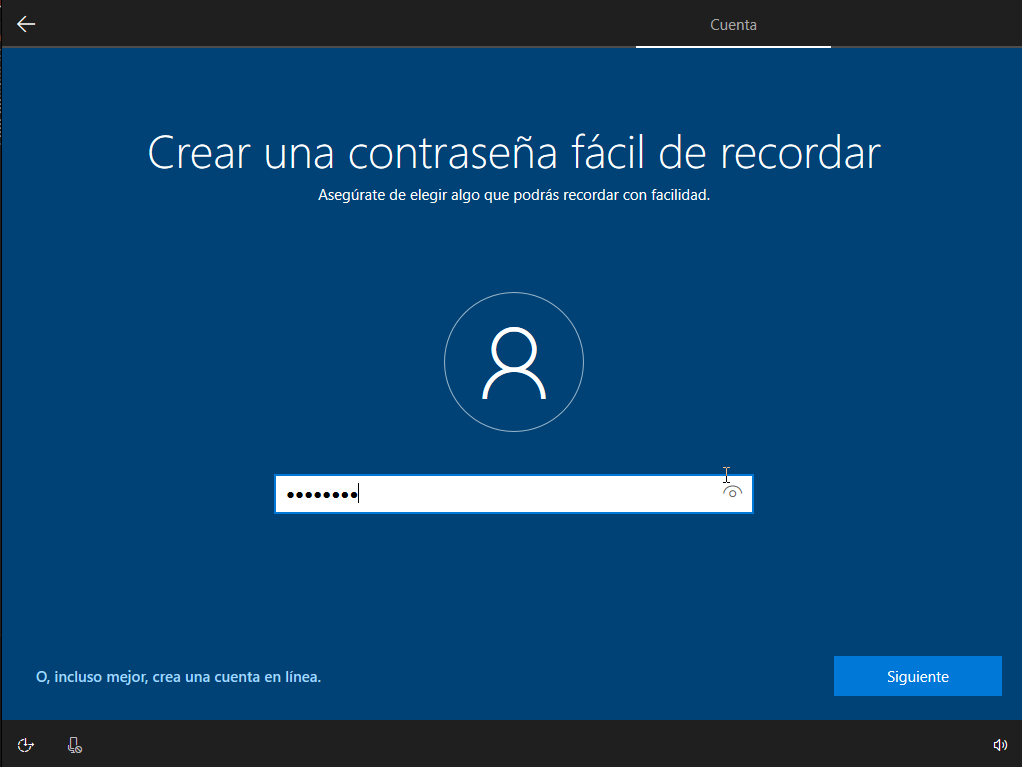 Cuenta
Crear una contraseña fácil de recordar
Asegúrate de elegir algo que podrás recordar con facilidad.
••••••••
O, incluso mejor, crea una cuenta en línea.
Siguiente